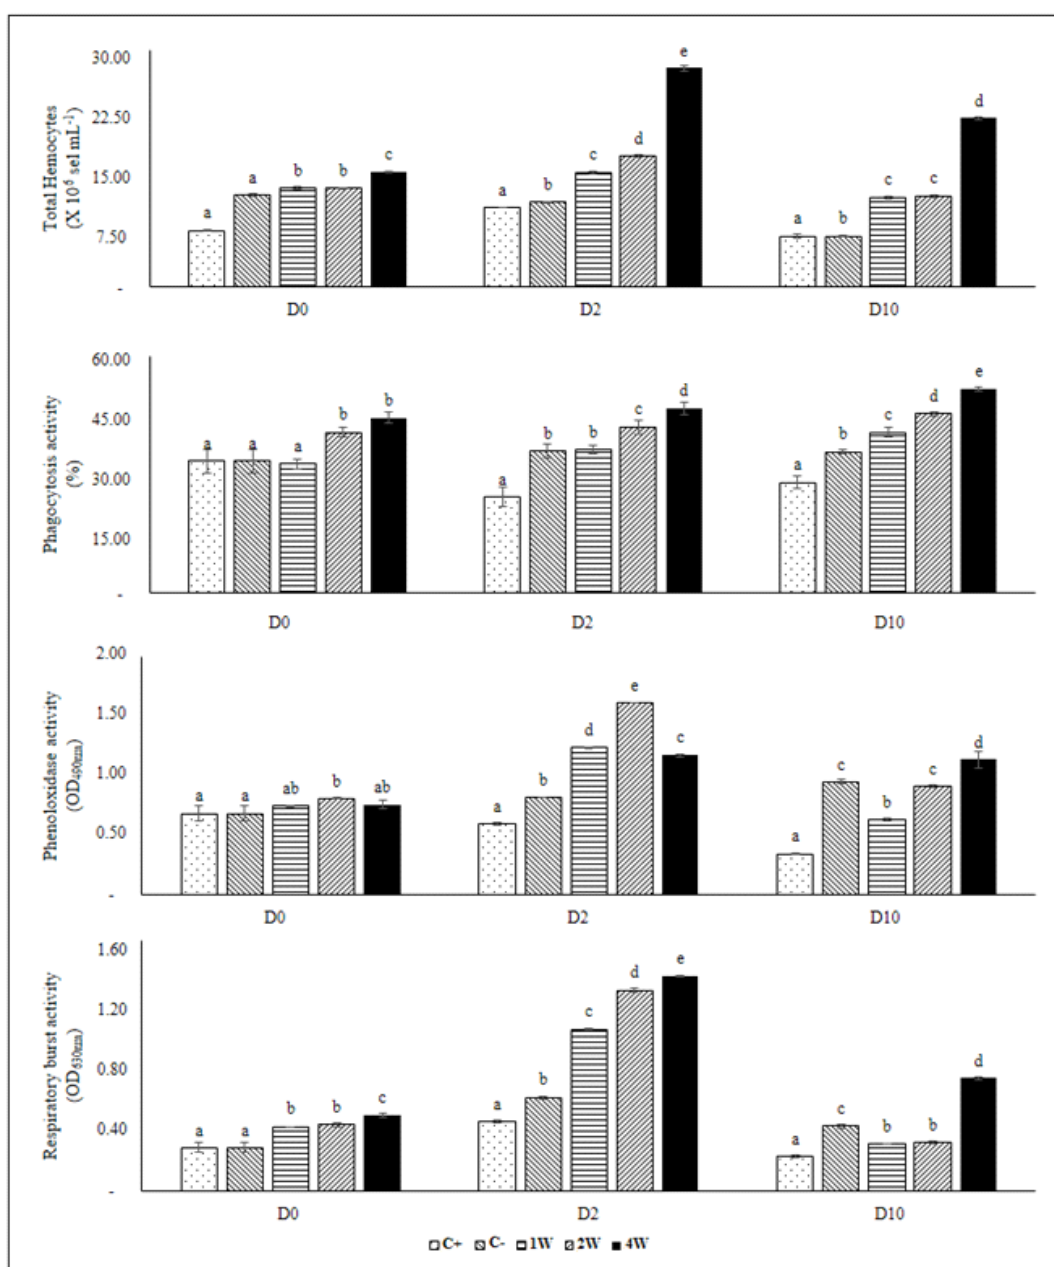 30.00
e
22.50
d
Total Hemocytes
(X 10⁶ sel mL⁻¹)
15.00
a b b c
a b c d
a b c c
7.50
a
-
D0 D2 D10
60.00
45.00
Phagocytosis activity
(%)
30.00
a a a b b
a b b c d
a b c d e
15.00
-
D0 D2 D10
2.00
1.50
Phenoloxidase activity
(OD490nm)
1.00
a a ab b ab
a b d e c
a c b c d
0.50
-
D0 D2 D10
1.60
1.20
Respiratory burst activity
(OD630nm)
0.80
a a b b c
a b c d e
a c b b d
0.40
-
D0 D2 D10
C+ C- 1W 2W 4W